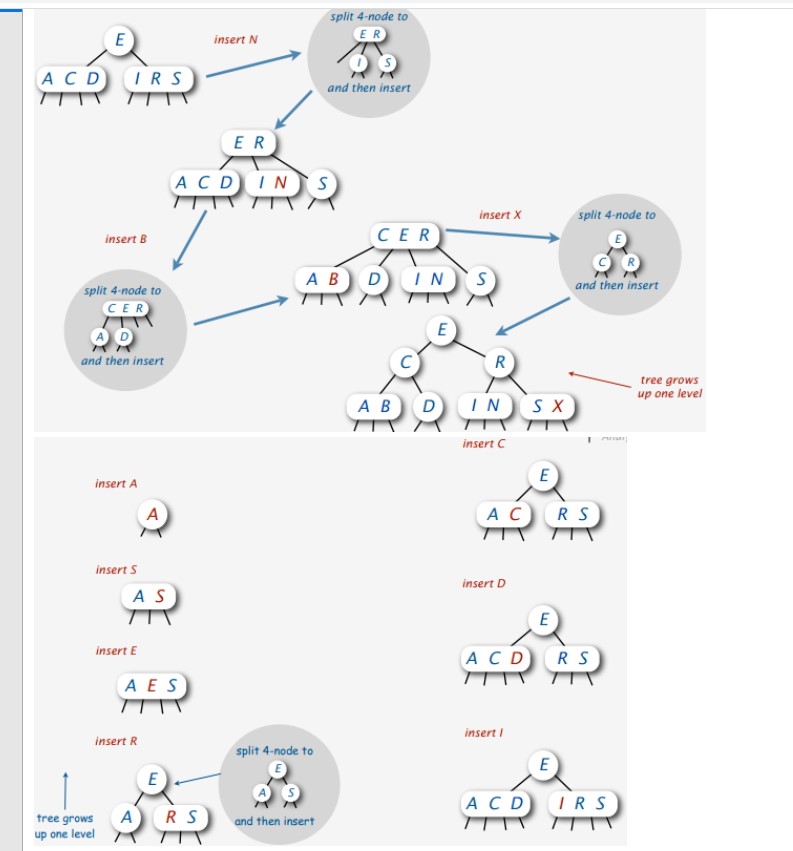 split 4-node to
E R
I S
and then insert
insert N
E
A C D I R S
E R
A C D I N S
insert B
split 4-node to
C E R
A D
and then insert
C E R
A B D I N S
insert X
split 4-node to
E
C R
and then insert
E
C R
A B D I N S X
tree grows
up one level
insert A
A
insert S
A S
insert E
A E S
insert R
E
A R S
tree grows
up one level
split 4-node to
E
A S
and then insert
insert C
E
A C R S
insert D
E
A C D R S
insert I
E
A C D I R S